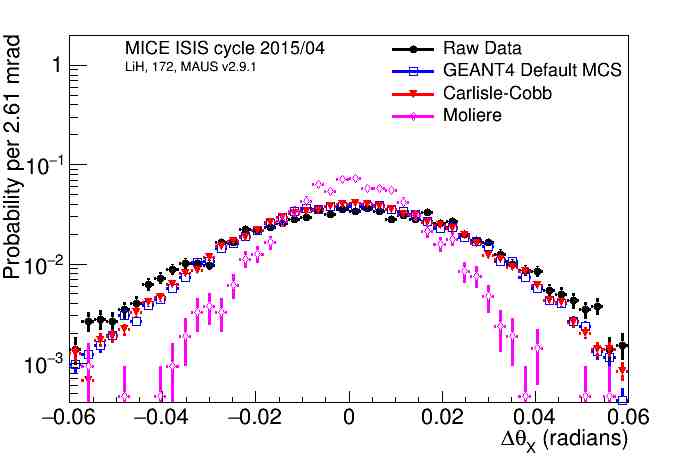 MICE ISIS cycle 2015/04
LiH, 172, MAUS v2.9.1
Raw Data
GEANT4 Default MCS
Carlisle-Cobb
Moliere
Probability per 2.61 mrad
1
10⁻¹
10⁻²
10⁻³
−0.06 −0.04 −0.02 0 0.02 0.04 0.06
Δθ_X (radians)